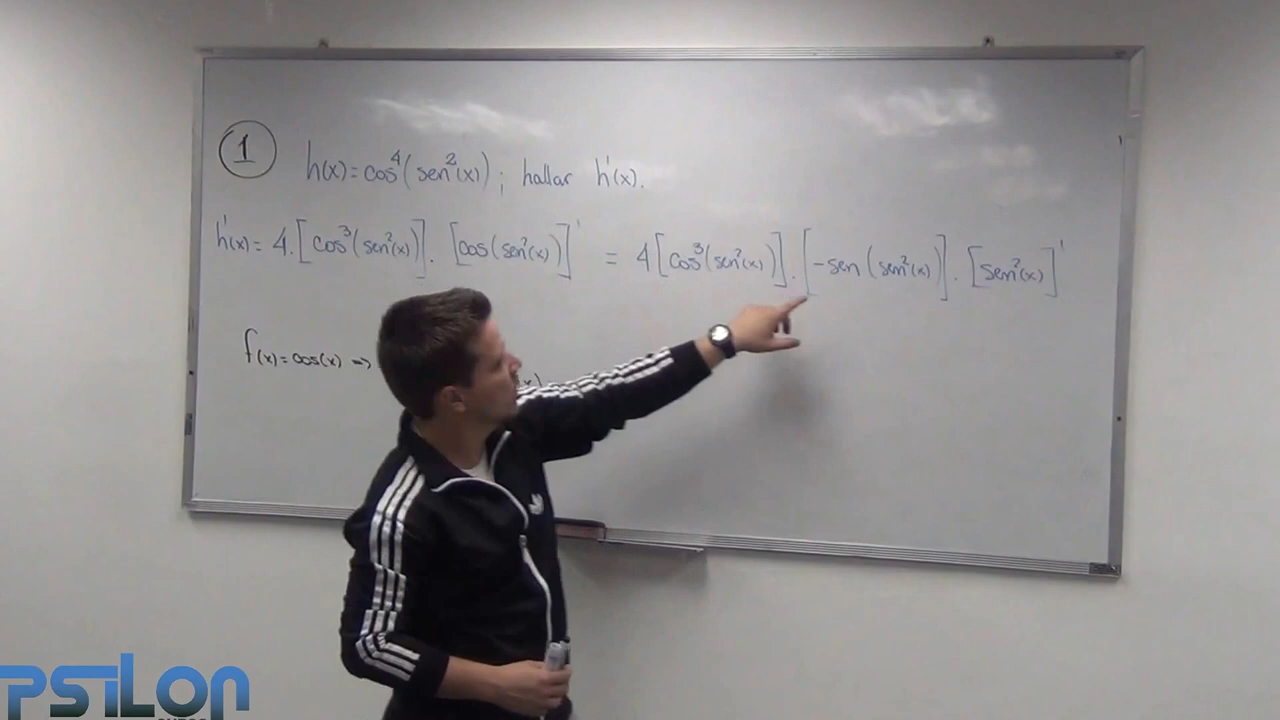 1
h(x)=cos⁴(sen²(x)); hallar h'(x).
h'(x)= 4.[cos³(sen²(x))].[cos(sen²(x))]' = 4[cos³(sen²(x))].[-sen(sen²(x)].[sen²(x)]'
f(x)=cos(x) ⇒ x)
PSILON